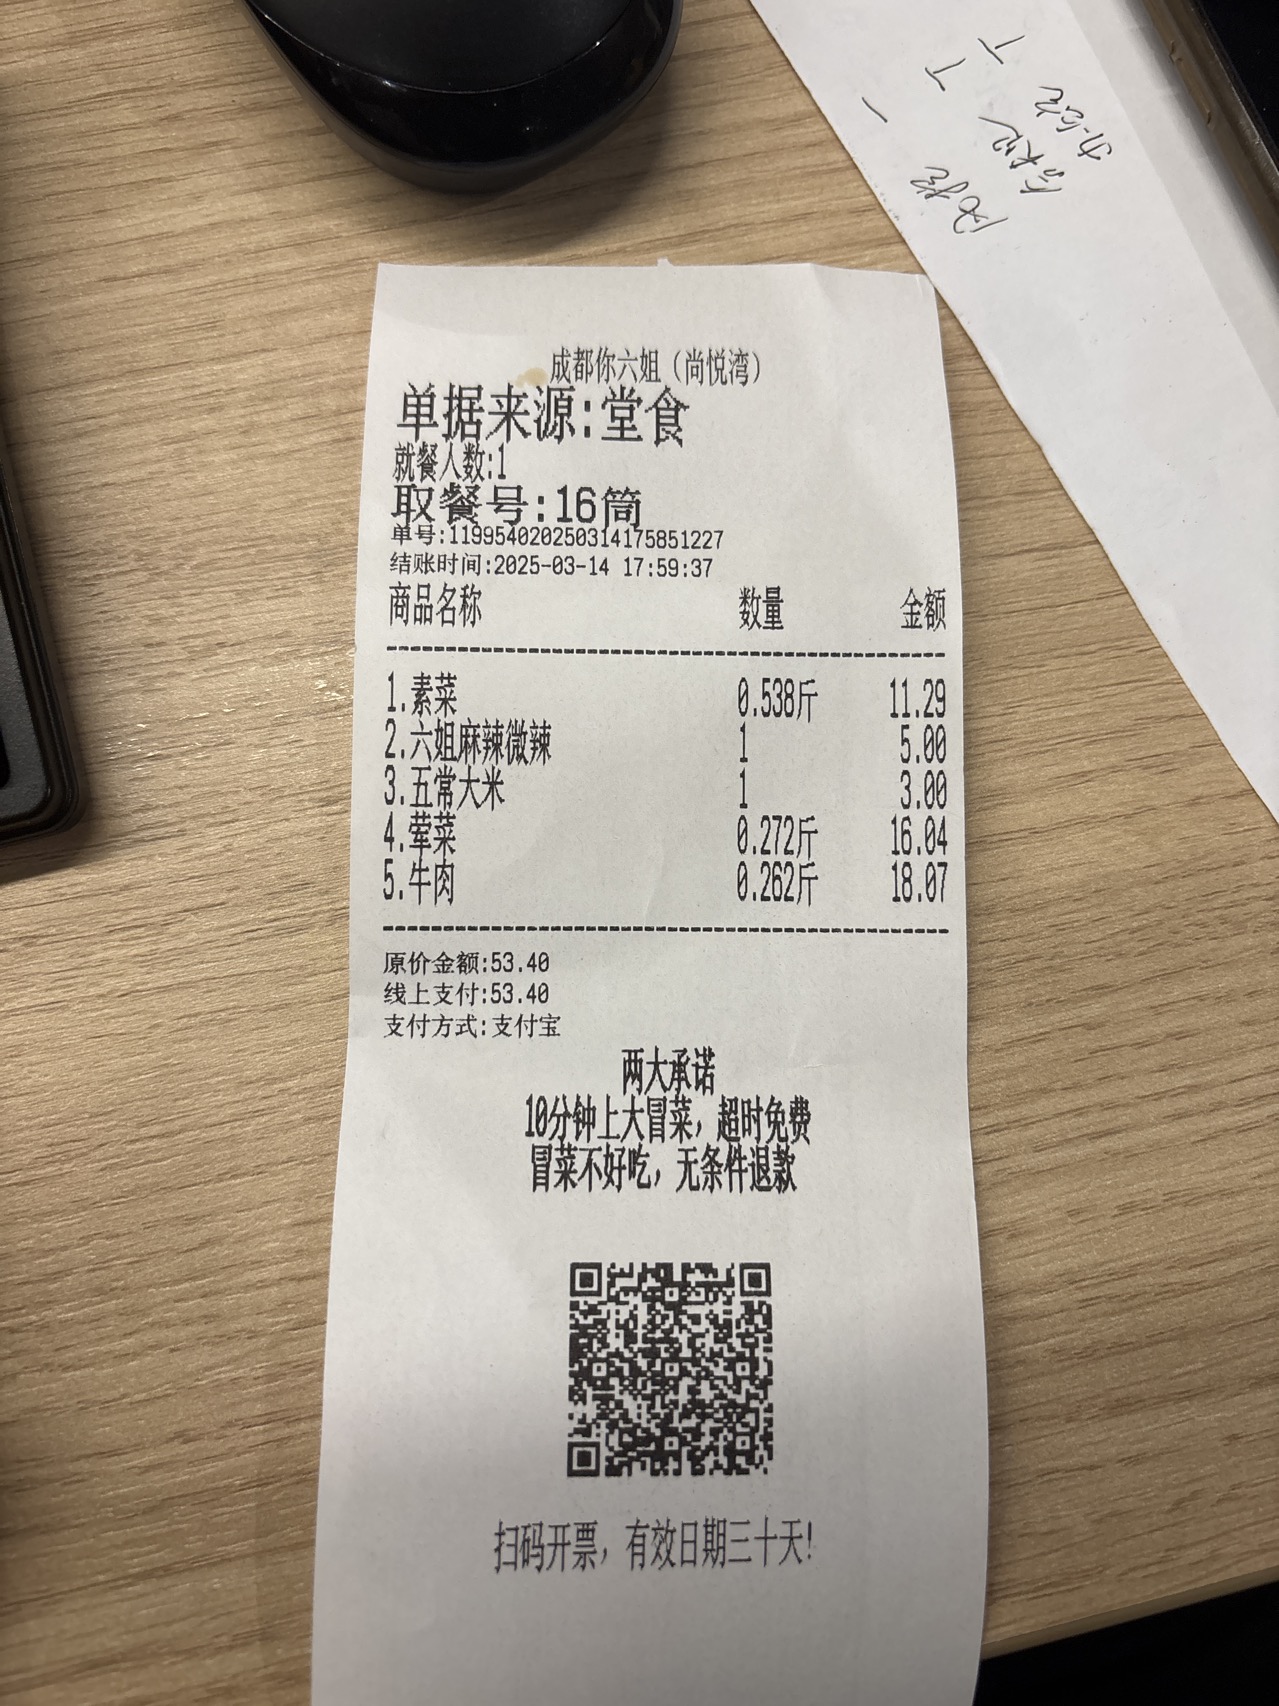 成都你六姐（尚悦湾）
单据来源:堂食
就餐人数:1
取餐号:16筒
单号:119954020250314175851227
结账时间:2025-03-14 17:59:37
商品名称 数量 金额
1.素菜 0.538斤 11.29
2.六姐麻辣微辣 1 5.00
3.五常大米 1 3.00
4.荤菜 0.272斤 16.04
5.牛肉 0.262斤 18.07
原价金额:53.40
线上支付:53.40
支付方式:支付宝
两大承诺
10分钟上大冒菜，超时免费
冒菜不好吃，无条件退款
扫码开票，有效日期三十天!